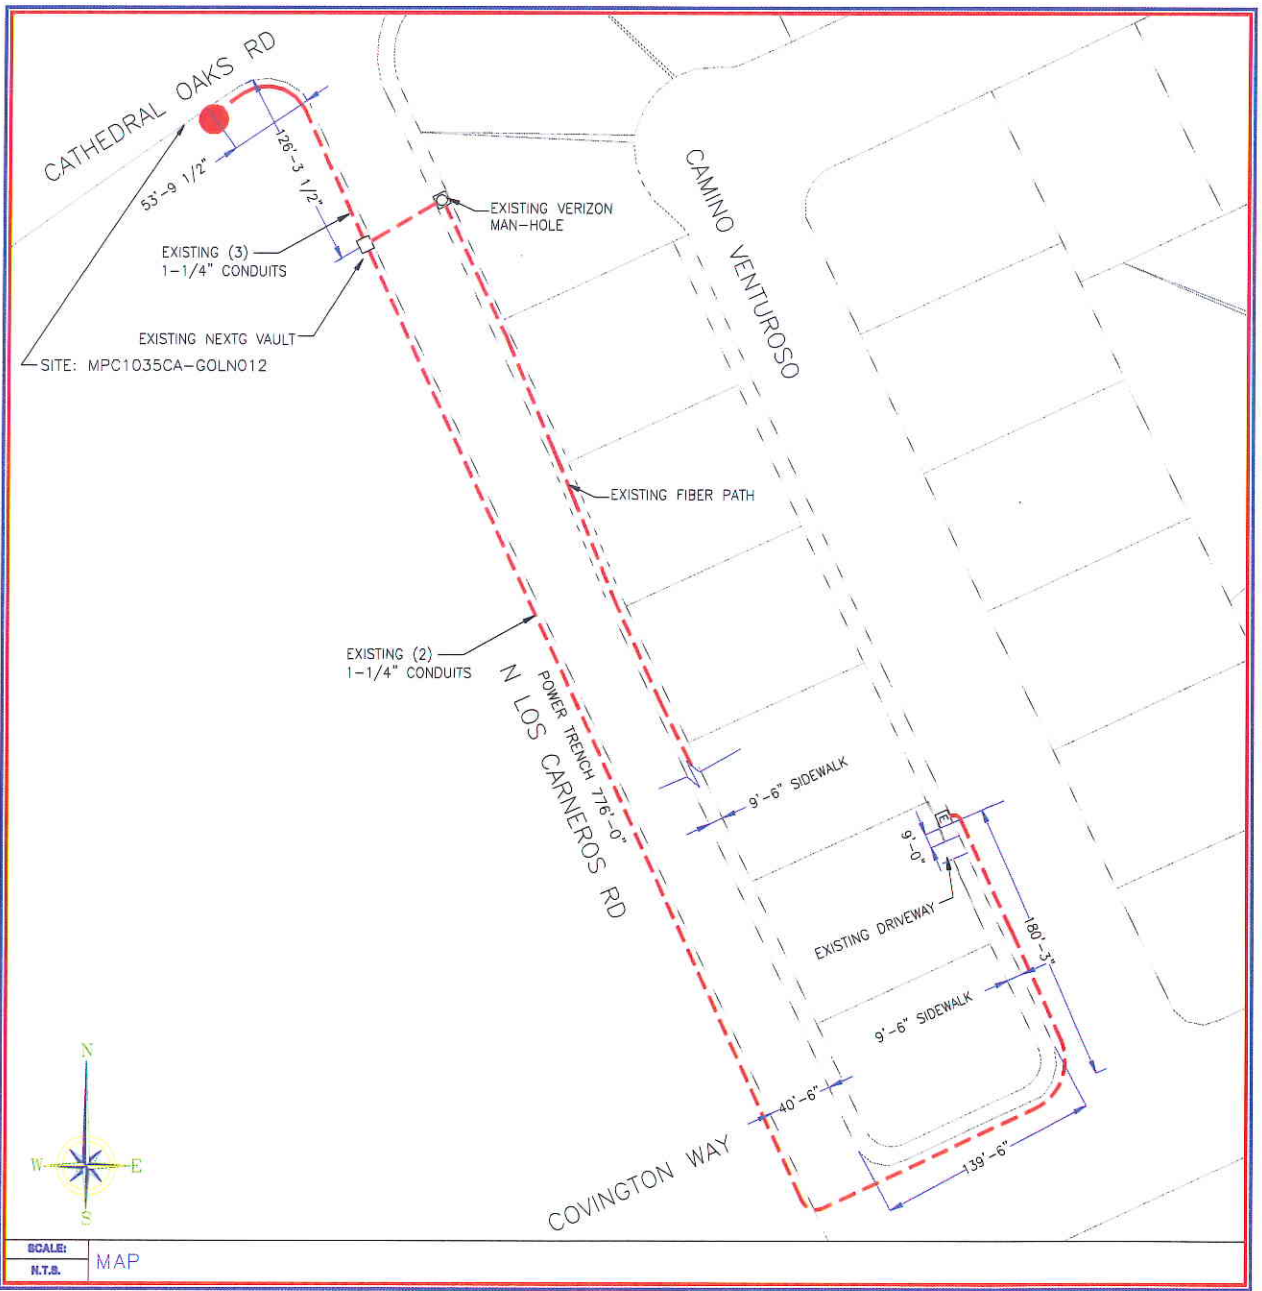 CATHEDRAL OAKS RD
53'-9 1/2"
126'-3 1/2"
EXISTING VERIZON
MAN-HOLE
CAMINO VENTUROSO
EXISTING (3)
1-1/4" CONDUITS
EXISTING NEXTG VAULT
SITE: MPC1035CA-GOLN012
EXISTING FIBER PATH
EXISTING (2)
1-1/4" CONDUITS
POWER TRENCH 776'-0"
N LOS CARNEROS RD
9'-6" SIDEWALK
E
9'-0"
EXISTING DRIVEWAY
180'-3"
9'-6" SIDEWALK
40'-6"
139'-6"
COVINGTON WAY
N
W
E
S
SCALE:
N.T.S.
MAP